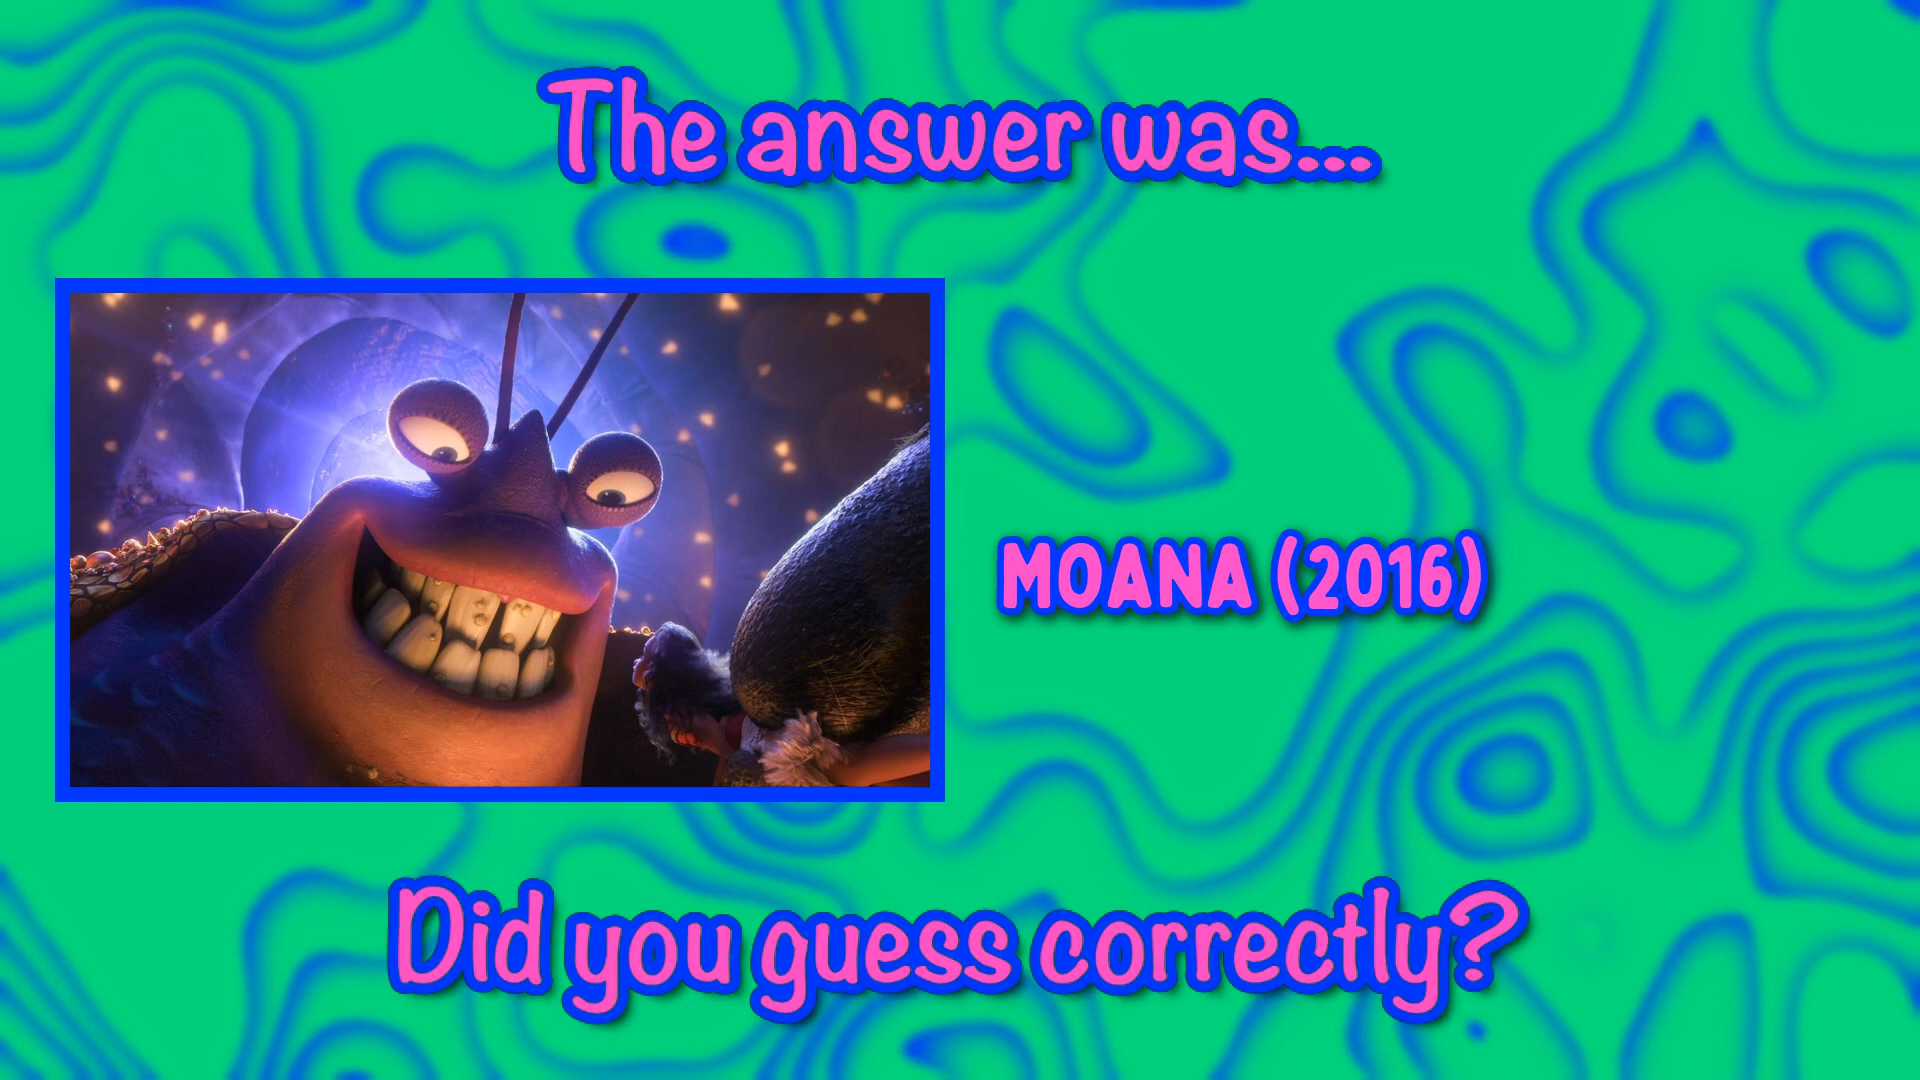 The answer was...
MOANA (2016)
Did you guess correctly?